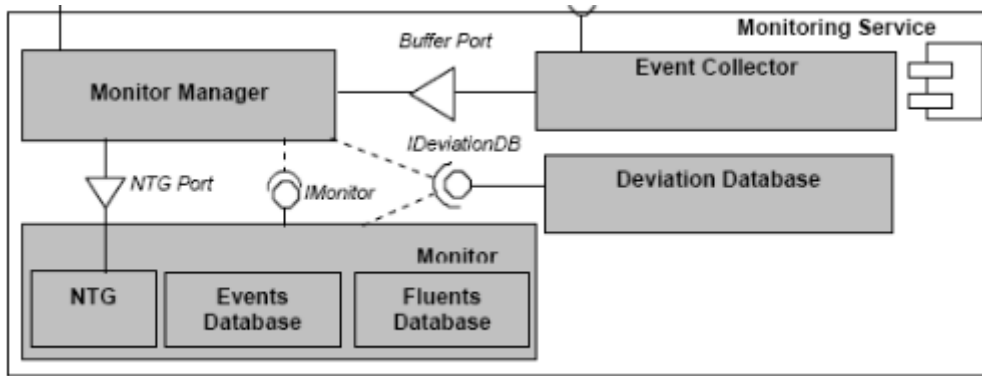 Monitoring Service
Buffer Port
Event Collector
Monitor Manager
IDeviationDB
NTG Port
IMonitor
Deviation Database
Monitor
NTG
Events
Database
Fluents
Database